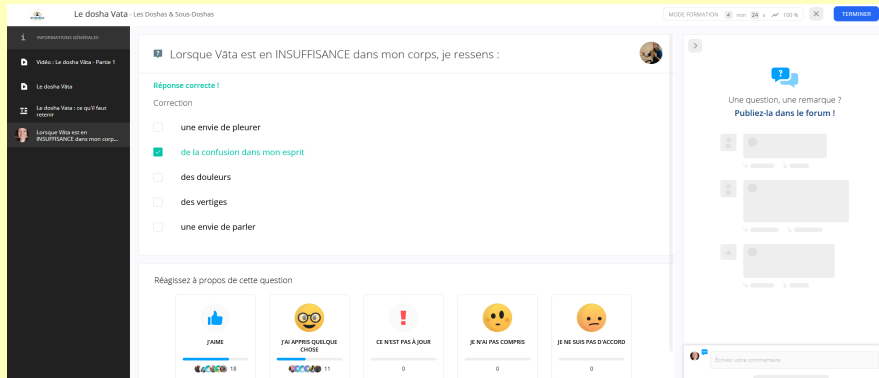 Le dosha Vata - Les Doshas & Sous-Doshas
MODE FORMATION 4 min 24 s 100 %
TERMINER
INFORMATIONS GÉNÉRALES
Vidéo : Le dosha Vāta - Partie 1
Le dosha Vāta
Le dosha Vata : ce qu'il faut
retenir
Lorsque Vāta est en
INSUFFISANCE dans mon corp...
Lorsque Vāta est en INSUFFISANCE dans mon corps, je ressens :
Réponse correcte !
Correction
une envie de pleurer
de la confusion dans mon esprit
des douleurs
des vertiges
une envie de parler
Réagissez à propos de cette question
J'AIME
18
J'AI APPRIS QUELQUE
CHOSE
11
CE N'EST PAS À JOUR
0
JE N'AI PAS COMPRIS
0
JE NE SUIS PAS D'ACCORD
0
Une question, une remarque ?
Publiez-la dans le forum !
Écrivez votre commentaire